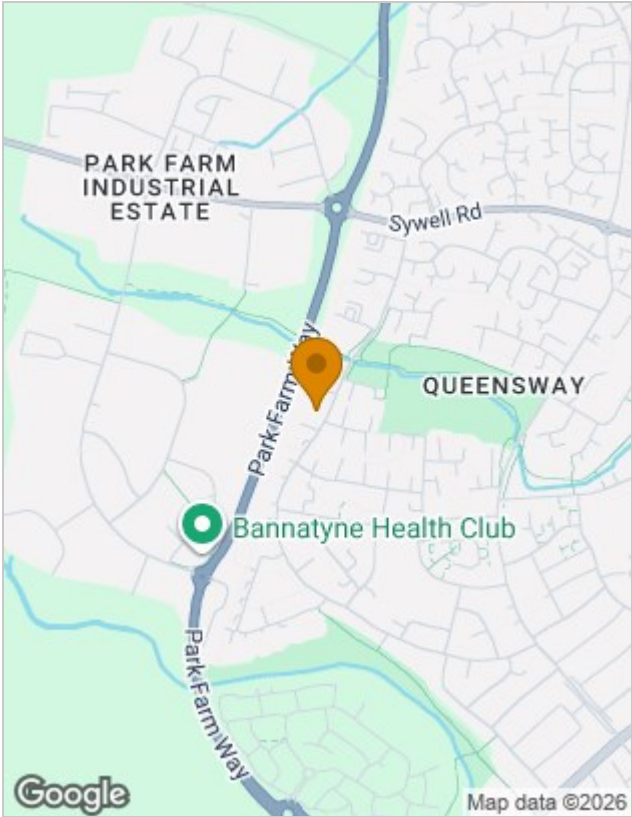 PARK FARM
INDUSTRIAL
ESTATE
Sywell Rd
Park Farm Way
QUEENSWAY
Bannatyne Health Club
Park Farm Way
Google
Map data ©2026